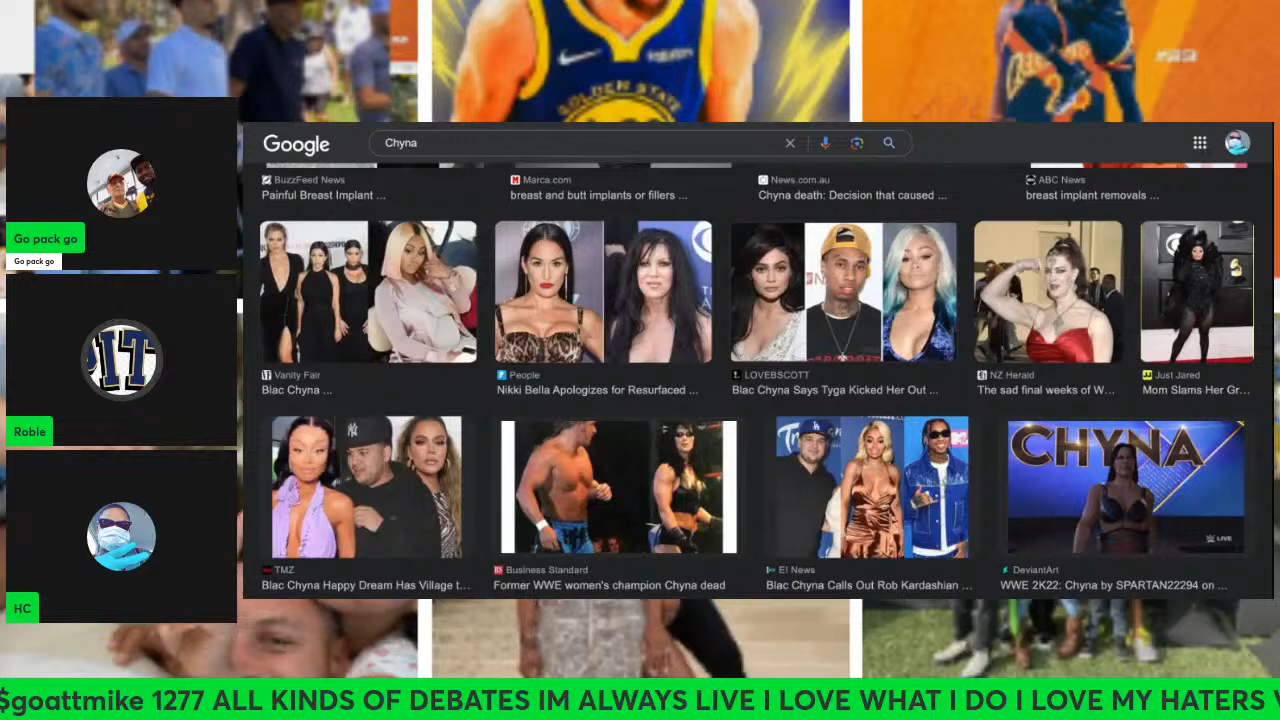 GOLDEN STATE
Google
Chyna
BuzzFeed News
Painful Breast Implant ...
Marca.com
breast and butt implants or fillers ...
News.com.au
Chyna death: Decision that caused ...
ABC News
breast implant removals ...
Go pack go
Go pack go
Vanity Fair
Blac Chyna ...
People
Nikki Bella Apologizes for Resurfaced ...
LOVEBSCOTT
Blac Chyna Says Tyga Kicked Her Out ...
NZ Herald
The sad final weeks of W...
Just Jared
Mom Slams Her Gr...
IT
Roble
CHYNA
LIVE
TMZ
Blac Chyna Happy Dream Has Village t...
Business Standard
Former WWE women's champion Chyna dead
E! News
Blac Chyna Calls Out Rob Kardashian ...
DeviantArt
WWE 2K22: Chyna by SPARTAN22294 on ...
HC
$goattmike 1277 ALL KINDS OF DEBATES IM ALWAYS LIVE I LOVE WHAT I DO I LOVE MY HATERS